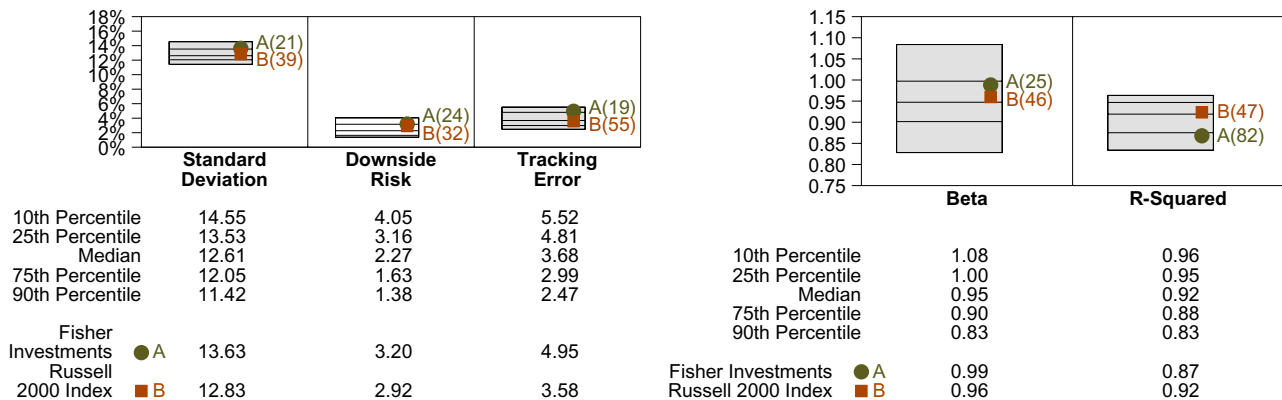 18%
16%
14%
12%
10%
8%
6%
4%
2%
0%
A(21)
B(39)
A(24)
B(32)
A(19)
B(55)
Standard
Deviation
Downside
Risk
Tracking
Error
10th Percentile 14.55 4.05 5.52
25th Percentile 13.53 3.16 4.81
Median 12.61 2.27 3.68
75th Percentile 12.05 1.63 2.99
90th Percentile 11.42 1.38 2.47
Fisher
Investments A 13.63 3.20 4.95
Russell
2000 Index B 12.83 2.92 3.58
1.15
1.10
1.05
1.00
0.95
0.90
0.85
0.80
0.75
A(25)
B(46)
B(47)
A(82)
Beta R-Squared
10th Percentile 1.08 0.96
25th Percentile 1.00 0.95
Median 0.95 0.92
75th Percentile 0.90 0.88
90th Percentile 0.83 0.83
Fisher Investments A 0.99 0.87
Russell 2000 Index B 0.96 0.92